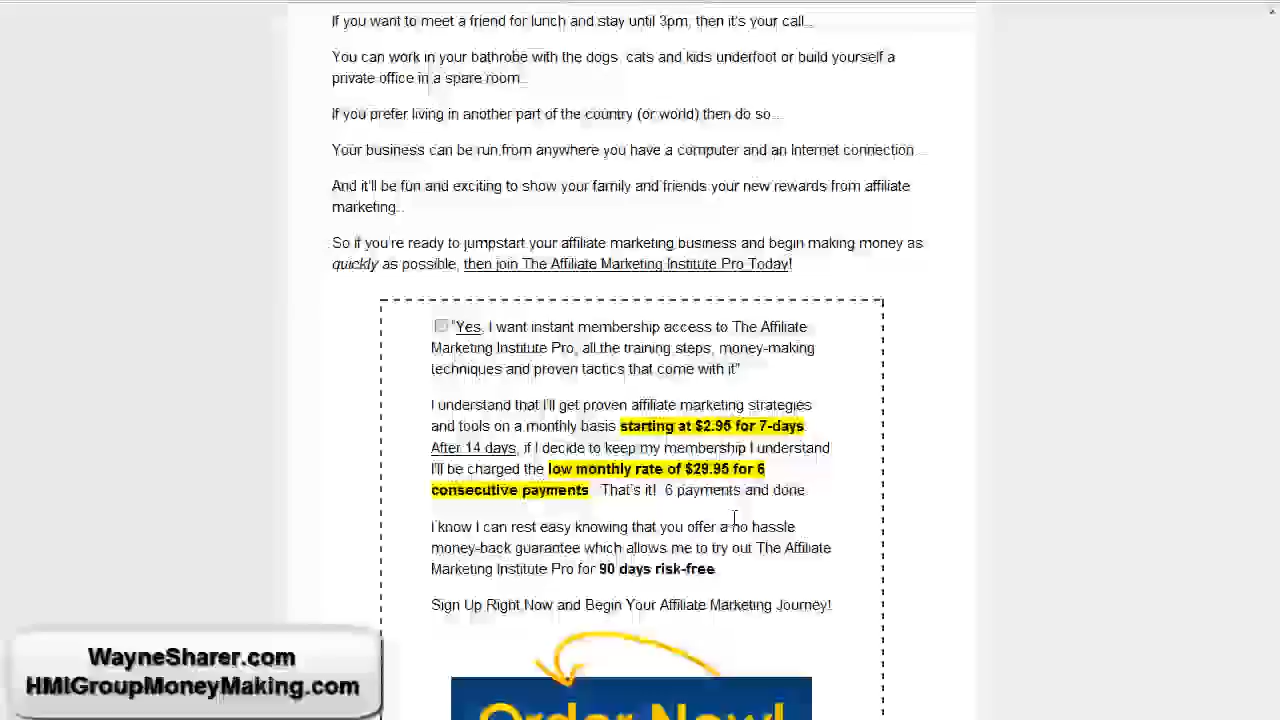 If you want to meet a friend for lunch and stay until 3pm, then it's your call...
You can work in your bathrobe with the dogs, cats and kids underfoot or build yourself a
private office in a spare room...
If you prefer living in another part of the country (or world) then do so...
Your business can be run from anywhere you have a computer and an Internet connection...
And it'll be fun and exciting to show your family and friends your new rewards from affiliate
marketing...
So if you're ready to jumpstart your affiliate marketing business and begin making money as
quickly as possible, then join The Affiliate Marketing Institute Pro Today!
"Yes, I want instant membership access to The Affiliate
Marketing Institute Pro, all the training steps, money-making
techniques and proven tactics that come with it"
I understand that I'll get proven affiliate marketing strategies
and tools on a monthly basis starting at $2.95 for 7-days.
After 14 days, if I decide to keep my membership I understand
I'll be charged the low monthly rate of $29.95 for 6
consecutive payments. That's it! 6 payments and done.
I know I can rest easy knowing that you offer a no hassle
money-back guarantee which allows me to try out The Affiliate
Marketing Institute Pro for 90 days risk-free.
Sign Up Right Now and Begin Your Affiliate Marketing Journey!
Order Now!
WayneSharer.com
HMIGroupMoneyMaking.com